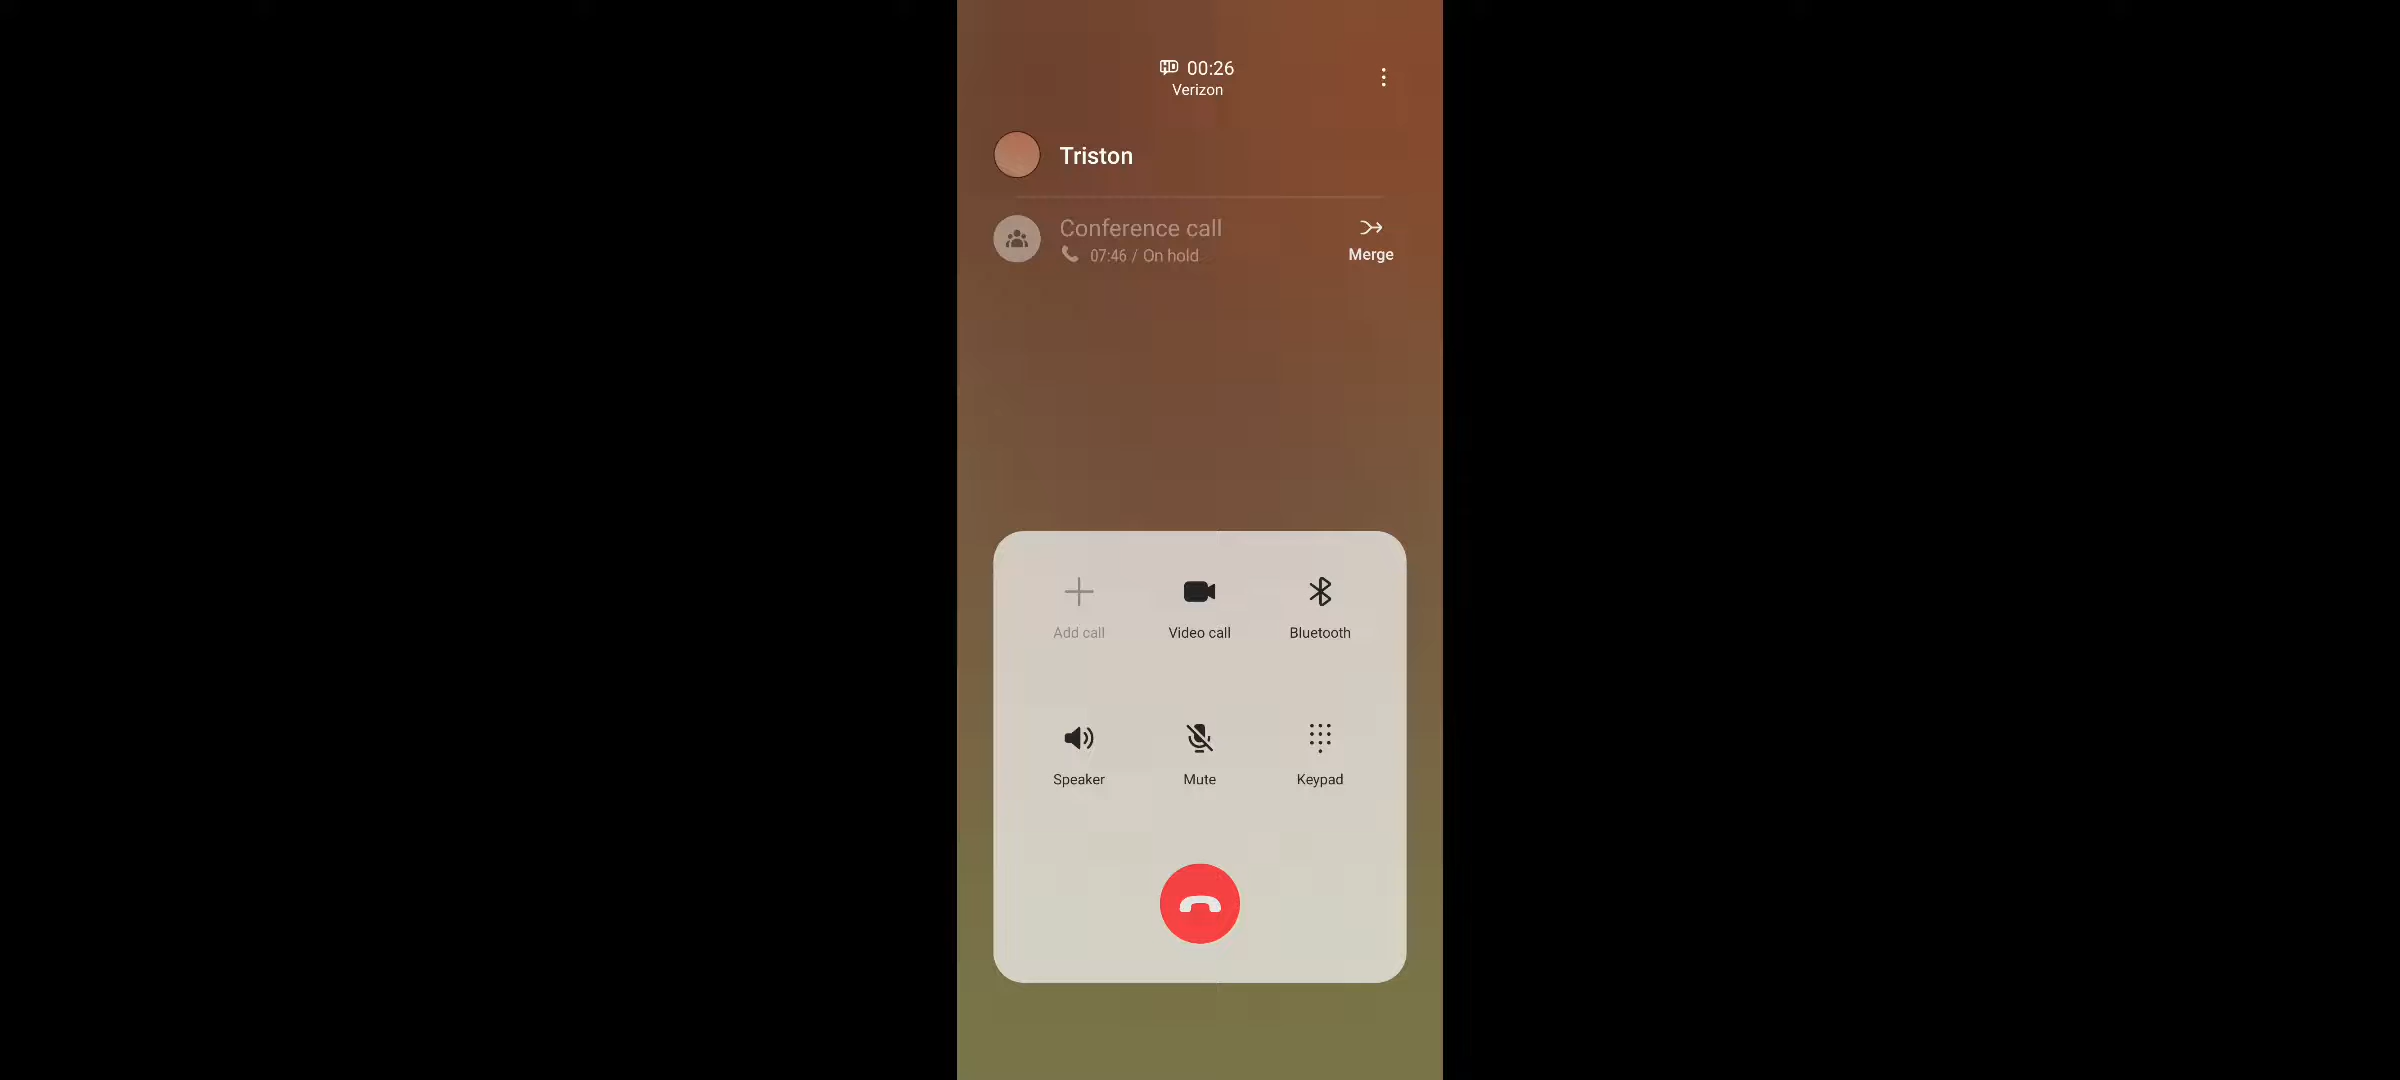 00:26
Verizon
Triston
Conference call
07:46 / On hold
Merge
Add call
Video call
Bluetooth
Speaker
Mute
Keypad